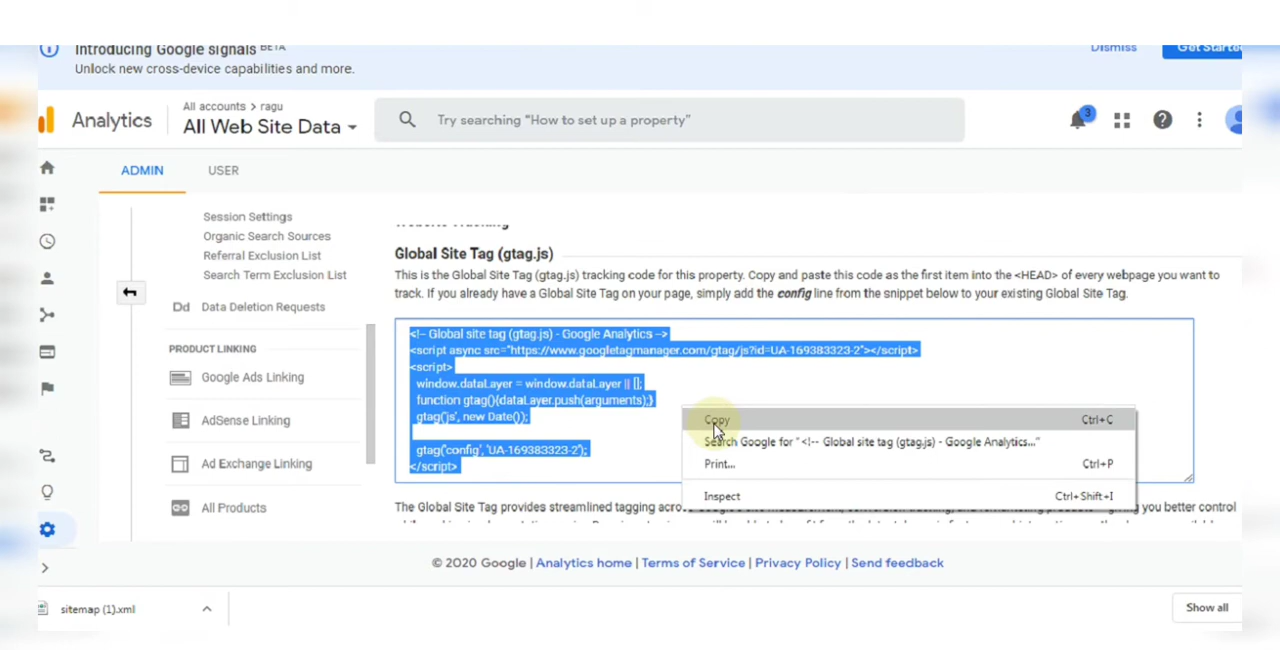 Introducing Google signals BETA
Unlock new cross-device capabilities and more.
Dismiss
Get Started
Analytics
All accounts > ragu
All Web Site Data
Try searching “How to set up a property”
3
ADMIN
USER
Session Settings
Organic Search Sources
Referral Exclusion List
Search Term Exclusion List
Dd Data Deletion Requests
PRODUCT LINKING
Google Ads Linking
AdSense Linking
Ad Exchange Linking
All Products
Website Tracking
Global Site Tag (gtag.js)
This is the Global Site Tag (gtag.js) tracking code for this property. Copy and paste this code as the first item into the <HEAD> of every webpage you want to
track. If you already have a Global Site Tag on your page, simply add the config line from the snippet below to your existing Global Site Tag.
<!-- Global site tag (gtag.js) - Google Analytics -->
<script async src="https://www.googletagmanager.com/gtag/js?id=UA-169383323-2"></script>
<script>
window.dataLayer = window.dataLayer || [];
function gtag(){dataLayer.push(arguments);}
gtag('js', new Date());
gtag('config', 'UA-169383323-2');
</script>
Copy Ctrl+C
Search Google for "<!-- Global site tag (gtag.js) - Google Analytics..."
Print... Ctrl+P
Inspect Ctrl+Shift+I
The Global Site Tag provides streamlined tagging across
you better control
© 2020 Google | Analytics home | Terms of Service | Privacy Policy | Send feedback
sitemap (1).xml
Show all